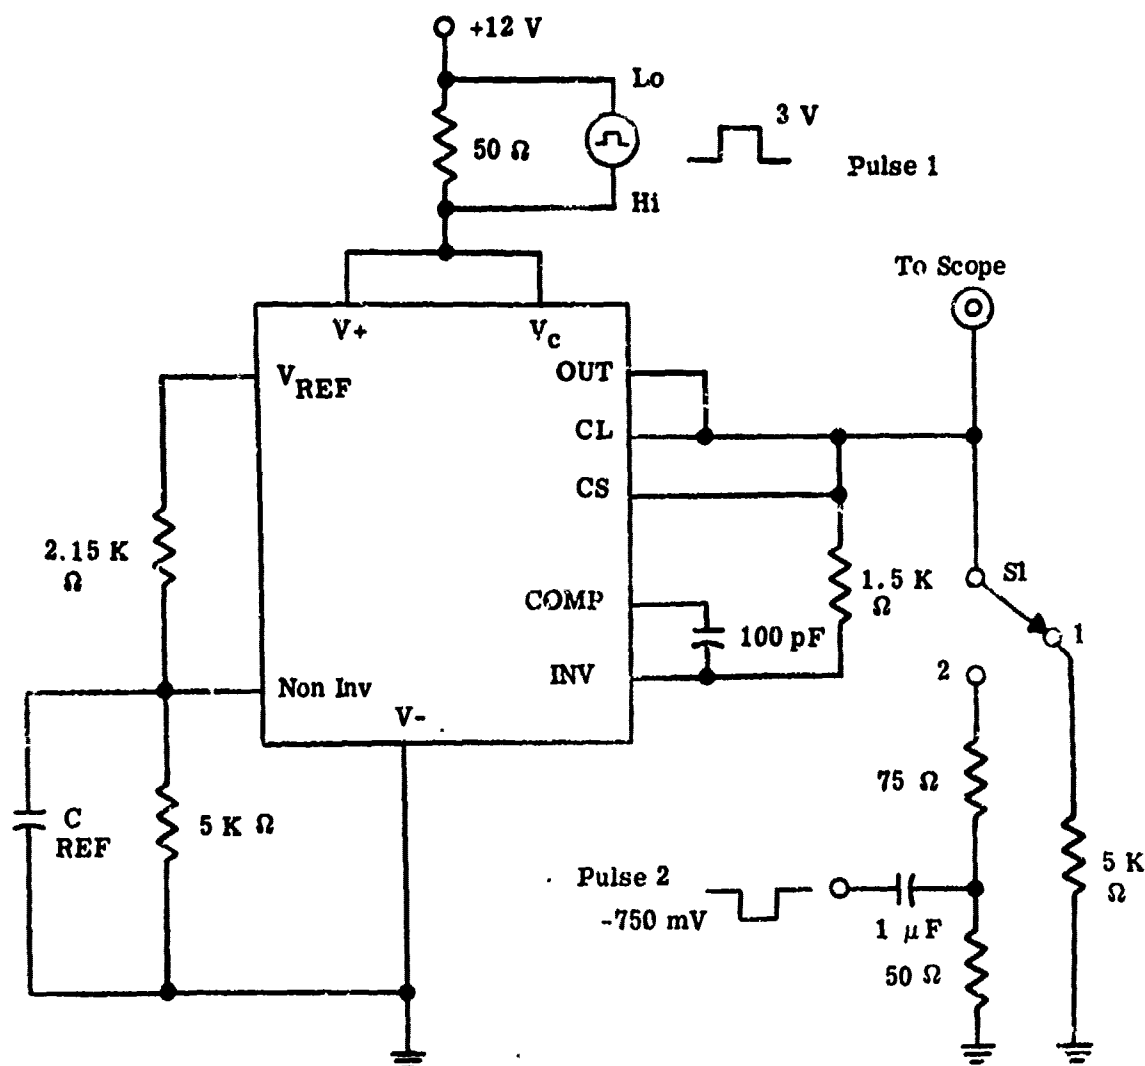 +12 V
Lo
50 Ω
3 V
Pulse 1
Hi
To Scope
V+
Vc
VREF
OUT
CL
CS
2.15 K
Ω
S1
1.5 K
Ω
COMP
100 pF
1
INV
2
Non Inv
V-
75 Ω
C
REF
5 K Ω
Pulse 2
-750 mV
1 μF
50 Ω
5 K
Ω